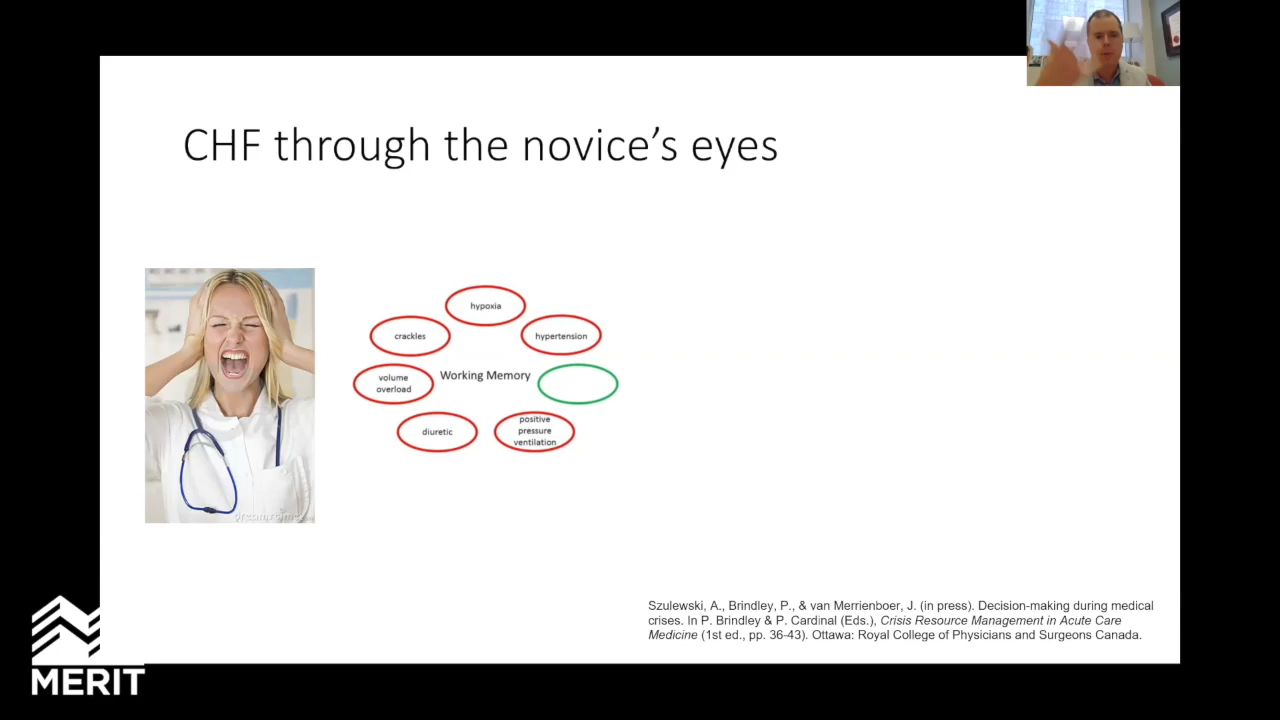 CHF through the novice's eyes
hypoxia
crackles
hypertension
volume
overload
Working Memory
diuretic
positive
pressure
ventilation
Szulewski, A., Brindley, P., & van Merrienboer, J. (in press). Decision-making during medical
crises. In P. Brindley & P. Cardinal (Eds.), Crisis Resource Management in Acute Care
Medicine (1st ed., pp. 36-43). Ottawa: Royal College of Physicians and Surgeons Canada.
MERIT